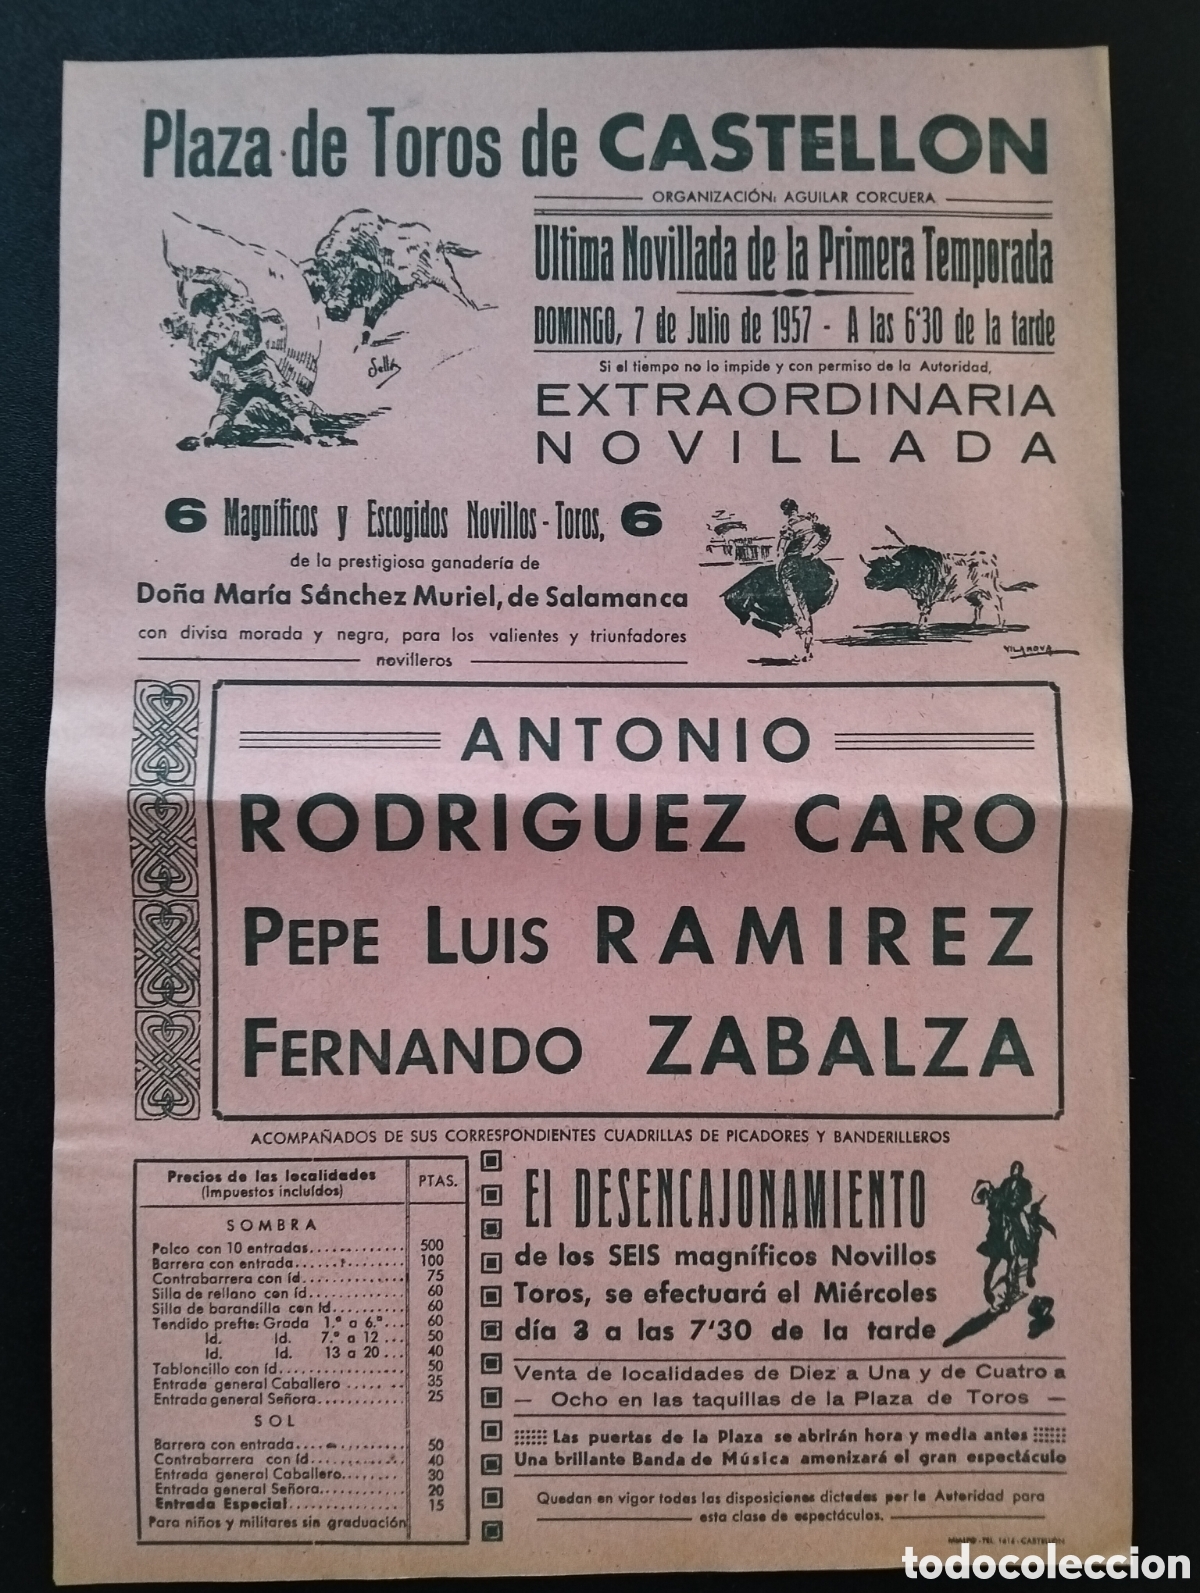 Plaza de Toros de CASTELLON
ORGANIZACIÓN: AGUILAR CORCUERA
Ultima Novillada de la Primera Temporada
DOMINGO, 7 de Julio de 1957 - A las 6'30 de la tarde
Si el tiempo no lo impide y con permiso de la Autoridad,
EXTRAORDINARIA
NOVILLADA
6 Magníficos y Escogidos Novillos-Toros, 6
de la prestigiosa ganadería de
Doña María Sánchez Muriel, de Salamanca
con divisa morada y negra, para los valientes y triunfadores
novilleros
VILANOVA
ANTONIO
RODRIGUEZ CARO
PEPE LUIS RAMIREZ
FERNANDO ZABALZA
ACOMPAÑADOS DE SUS CORRESPONDIENTES CUADRILLAS DE PICADORES Y BANDERILLEROS
Precios de las localidades PTAS.
(Impuestos incluídos)
SOMBRA
Palco con 10 entradas 500
Barrera con entrada 100
Contrabarrera con íd 75
Silla de rellano con íd 60
Silla de barandilla con íd 60
Tendido prefte: Grada 1.ª a 6.ª 60
Id. Id. 7.ª a 12 50
Id. Id. 13 a 20 40
Tabloncillo con íd 50
Entrada general Caballero 35
Entrada general Señora 25
SOL
Barrera con entrada 50
Contrabarrera con íd 40
Entrada general Caballero 30
Entrada general Señora 20
Entrada Especial 15
Para niños y militares sin graduación
El DESENCAJONAMIENTO
de los SEIS magníficos Novillos
Toros, se efectuará el Miércoles
día 3 a las 7'30 de la tarde
Venta de localidades de Diez a Una y de Cuatro a
— Ocho en las taquillas de la Plaza de Toros —
Las puertas de la Plaza se abrirán hora y media antes
Una brillante Banda de Música amenizará el gran espectáculo
Quedan en vigor todas las disposiciones dictadas por la Autoridad para
esta clase de espectáculos.
TEL. 1616 - CASTELLÓN
todocoleccion